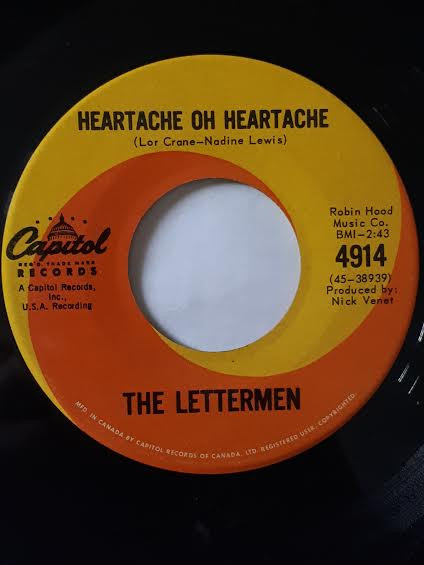 HEARTACHE OH HEARTACHE
(Lor Crane—Nadine Lewis)
Capitol
REG'D. TRADE MARK
RECORDS
A Capitol Records,
Inc.,
U.S.A. Recording
Robin Hood
Music Co.
BMI—2:43
4914
(45-38939)
Produced by:
Nick Venet
THE LETTERMEN
MFD. IN CANADA BY CAPITOL RECORDS OF CANADA, LTD. REGISTERED USER. COPYRIGHTED.